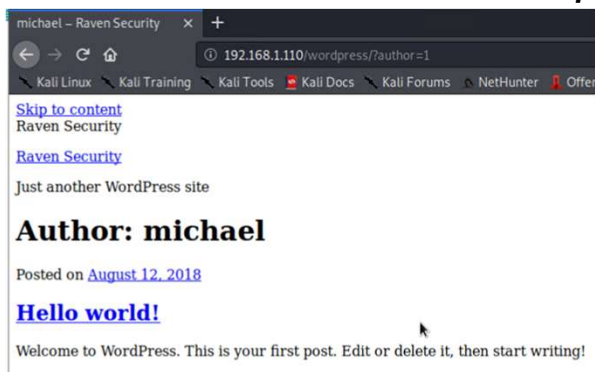 michael – Raven Security × +
192.168.1.110/wordpress/?author=1
Kali Linux Kali Training Kali Tools Kali Docs Kali Forums NetHunter Offen
Skip to content
Raven Security
Raven Security
Just another WordPress site
Author: michael
Posted on August 12, 2018
Hello world!
Welcome to WordPress. This is your first post. Edit or delete it, then start writing!